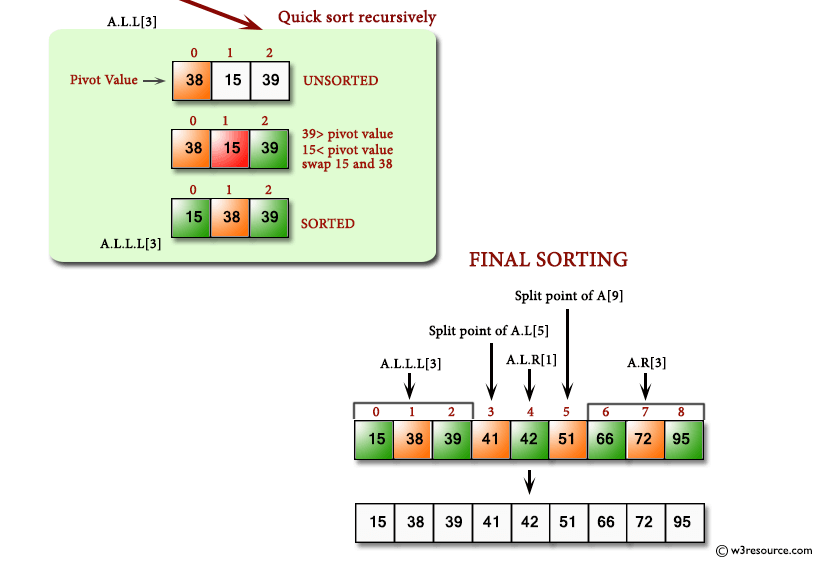 Quick sort recursively
A.L.L[3]
0 1 2
Pivot Value
38 15 39
UNSORTED
0 1 2
38 15 39
39> pivot value
15< pivot value
swap 15 and 38
0 1 2
15 38 39
SORTED
A.L.L.L[3]
FINAL SORTING
Split point of A[9]
Split point of A.L[5]
A.L.L.L[3]
A.L.R[1]
A.R[3]
0 1 2 3 4 5 6 7 8
15 38 39 41 42 51 66 72 95
15 38 39 41 42 51 66 72 95
© w3resource.com